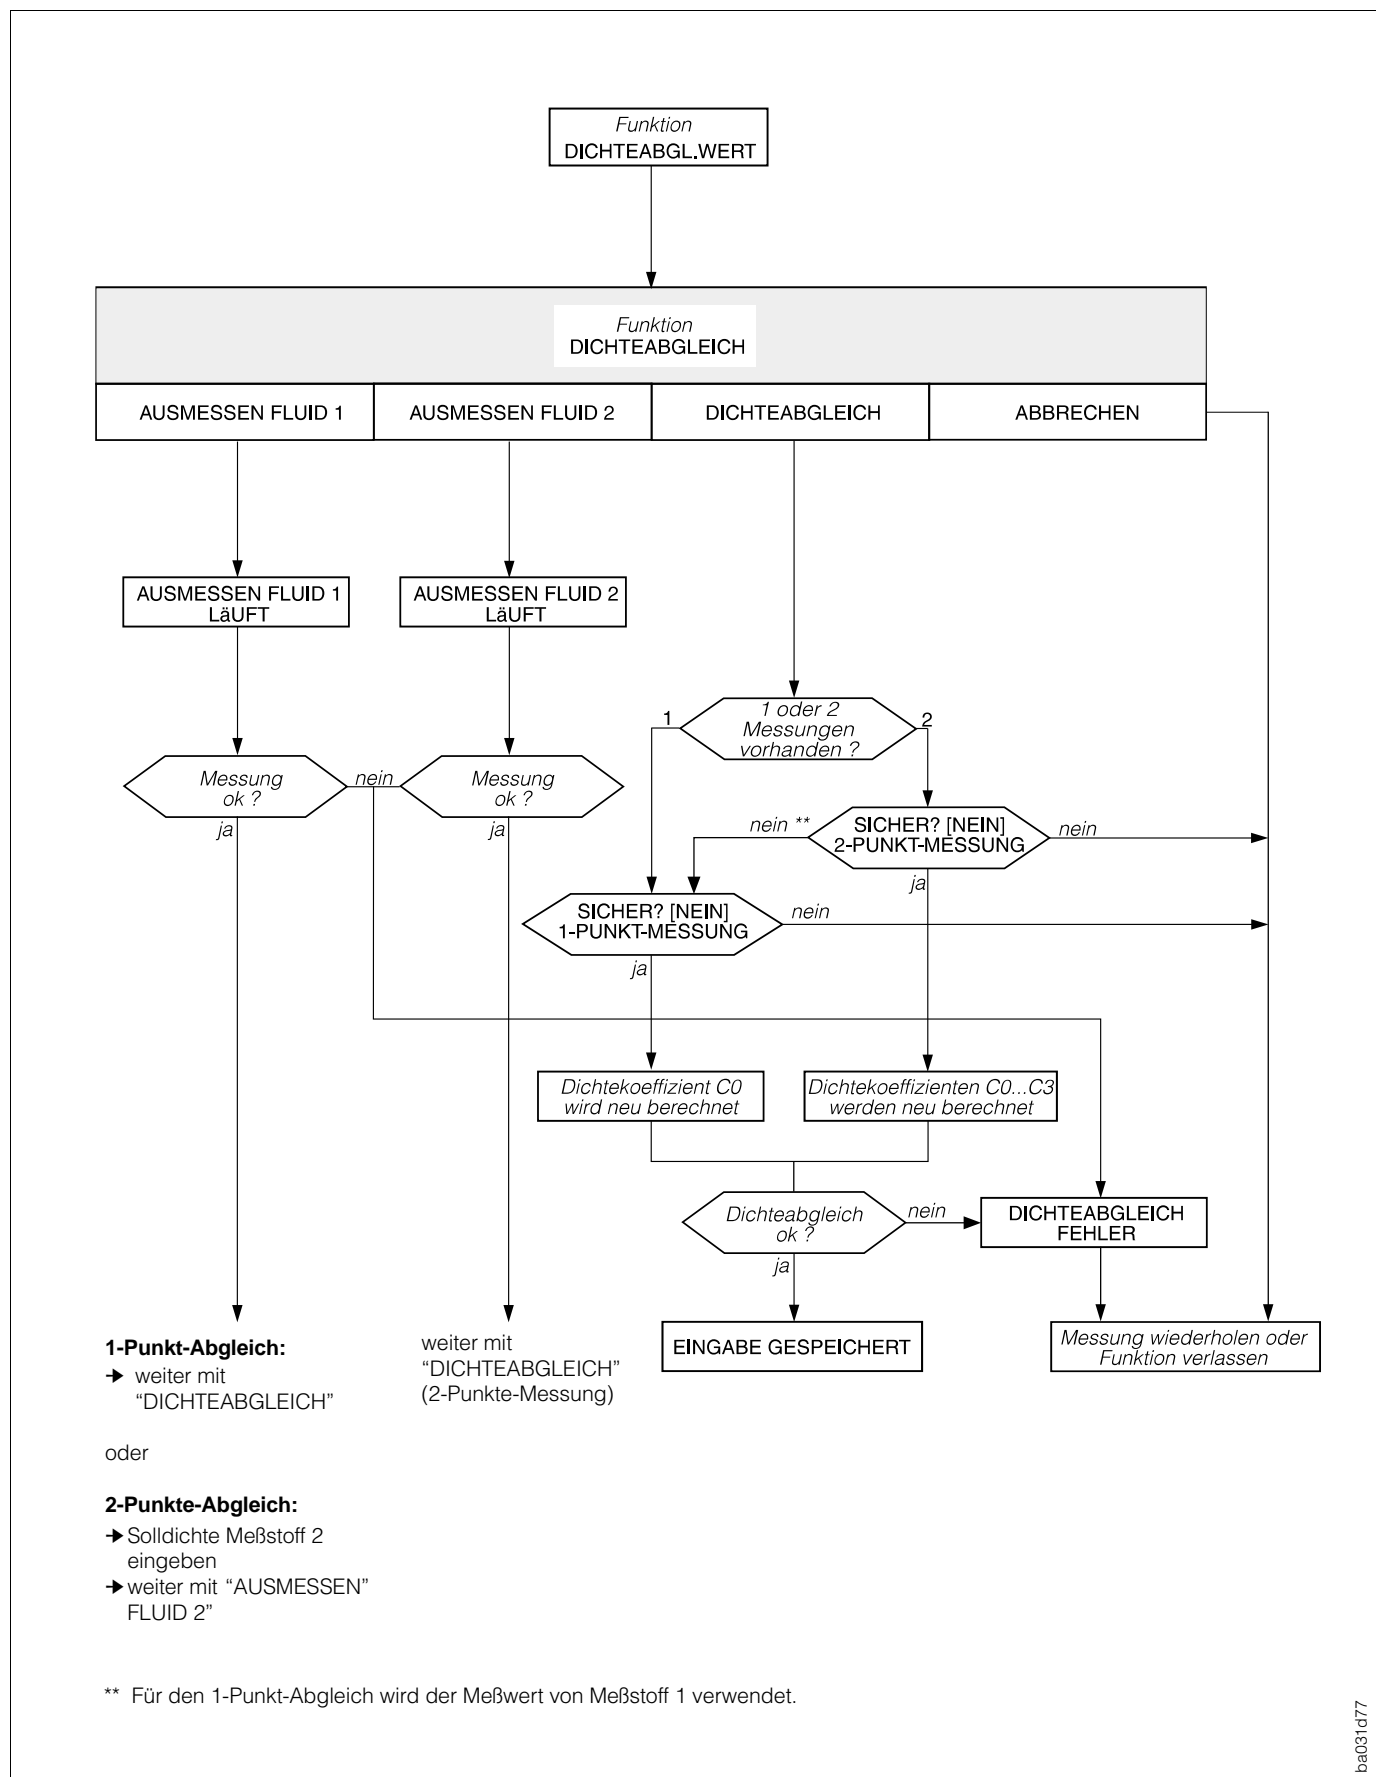 Funktion
DICHTEABGL.WERT
Funktion
DICHTEABGLEICH
AUSMESSEN FLUID 1
AUSMESSEN FLUID 2
DICHTEABGLEICH
ABBRECHEN
AUSMESSEN FLUID 1
LäUFT
AUSMESSEN FLUID 2
LäUFT
1
1 oder 2
Messungen
vorhanden ?
2
Messung
ok ?
nein
Messung
ok ?
ja
ja
nein **
SICHER? [NEIN]
2-PUNKT-MESSUNG
nein
ja
SICHER? [NEIN]
1-PUNKT-MESSUNG
nein
ja
Dichtekoeffizient C0
wird neu berechnet
Dichtekoeffizienten C0...C3
werden neu berechnet
Dichteabgleich
ok ?
nein
DICHTEABGLEICH
FEHLER
ja
EINGABE GESPEICHERT
Messung wiederholen oder
Funktion verlassen
1-Punkt-Abgleich:
➔ weiter mit
“DICHTEABGLEICH”
weiter mit
“DICHTEABGLEICH”
(2-Punkte-Messung)
oder
2-Punkte-Abgleich:
➔ Solldichte Meßstoff 2
eingeben
➔ weiter mit “AUSMESSEN”
FLUID 2”
** Für den 1-Punkt-Abgleich wird der Meßwert von Meßstoff 1 verwendet.
ba031d77